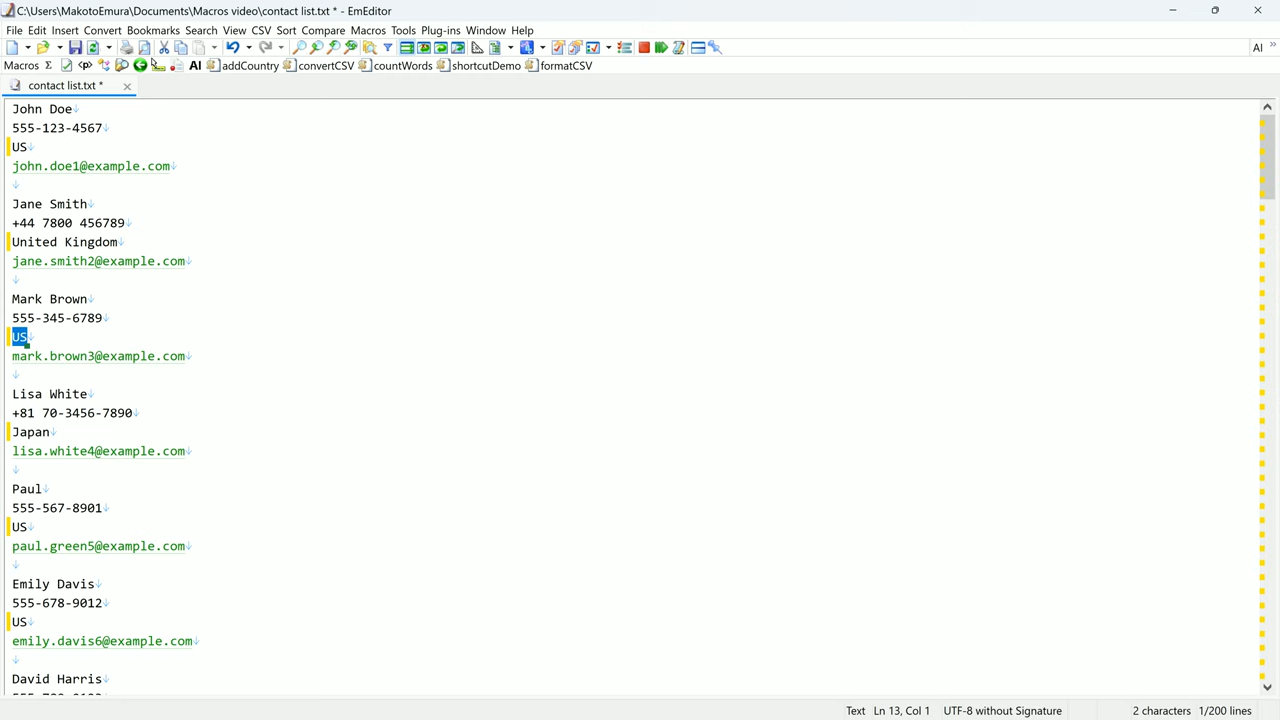 C:\Users\MakotoEmura\Documents\Macros video\contact list.txt * - EmEditor
File Edit Insert Convert Bookmarks Search View CSV Sort Compare Macros Tools Plug-ins Window Help
AI
Macros Σ AI addCountry convertCSV countWords shortcutDemo formatCSV
contact list.txt *
John Doe
555-123-4567
US
john.doe1@example.com
Jane Smith
+44 7800 456789
United Kingdom
jane.smith2@example.com
Mark Brown
555-345-6789
US
mark.brown3@example.com
Lisa White
+81 70-3456-7890
Japan
lisa.white4@example.com
Paul
555-567-8901
US
paul.green5@example.com
Emily Davis
555-678-9012
US
emily.davis6@example.com
David Harris
Text Ln 13, Col 1 UTF-8 without Signature 2 characters 1/200 lines